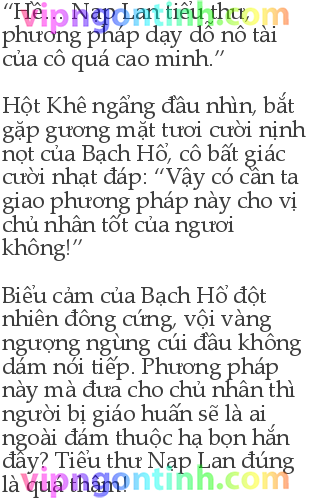 “Hề... Nạp Lan tiểu thư,
phương pháp dạy dỗ nô tài
của cô quá cao minh.”
Hột Khê ngẩng đầu nhìn, bắt
gặp gương mặt tươi cười nịnh
nọt của Bạch Hổ, cô bất giác
cười nhạt đáp: “Vậy có cần ta
giao phương pháp này cho vị
chủ nhân tốt của ngươi
không!”
Biểu cảm của Bạch Hổ đột
nhiên đông cứng, vội vàng
ngượng ngùng cúi đầu không
dám nói tiếp. Phương pháp
này mà đưa cho chủ nhân thì
người bị giáo huấn sẽ là ai
ngoài đám thuộc hạ bọn hắn
đây? Tiểu thư Nạp Lan đúng
là quá thâm!
vipngontinh.com
vipngontinh.com